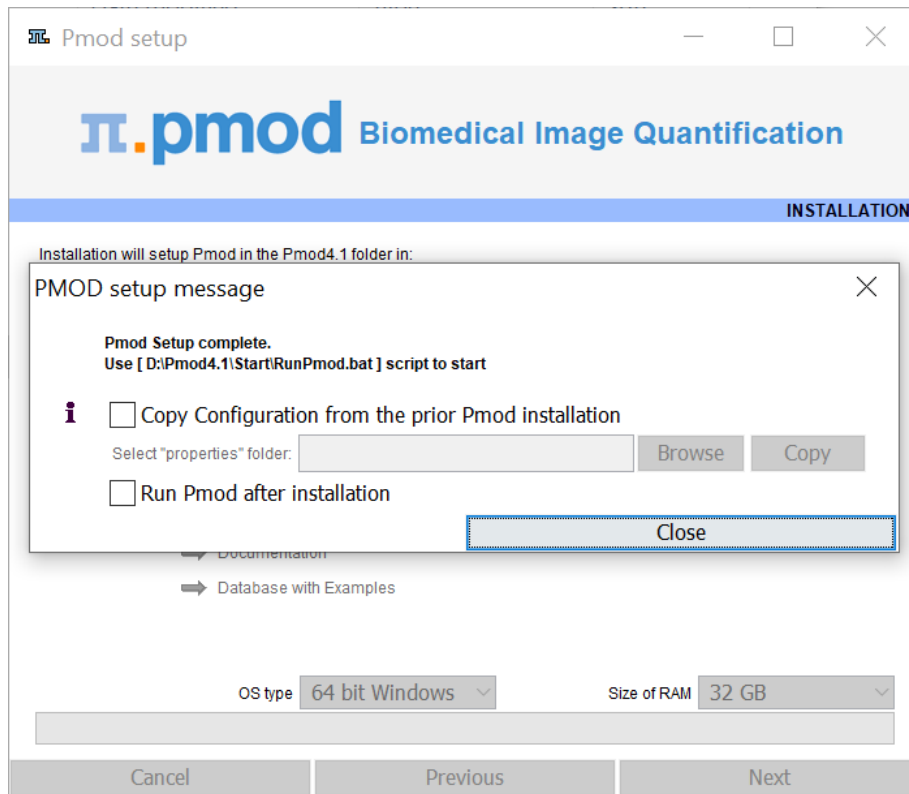 Pmod setup
π.pmod Biomedical Image Quantification
INSTALLATION
Installation will setup Pmod in the Pmod4.1 folder in:
PMOD setup message
Pmod Setup complete.
Use [ D:\Pmod4.1\Start\RunPmod.bat ] script to start
Copy Configuration from the prior Pmod installation
Select "properties" folder:
Browse
Copy
Run Pmod after installation
Close
Documentation
Database with Examples
OS type 64 bit Windows
Size of RAM 32 GB
Cancel
Previous
Next